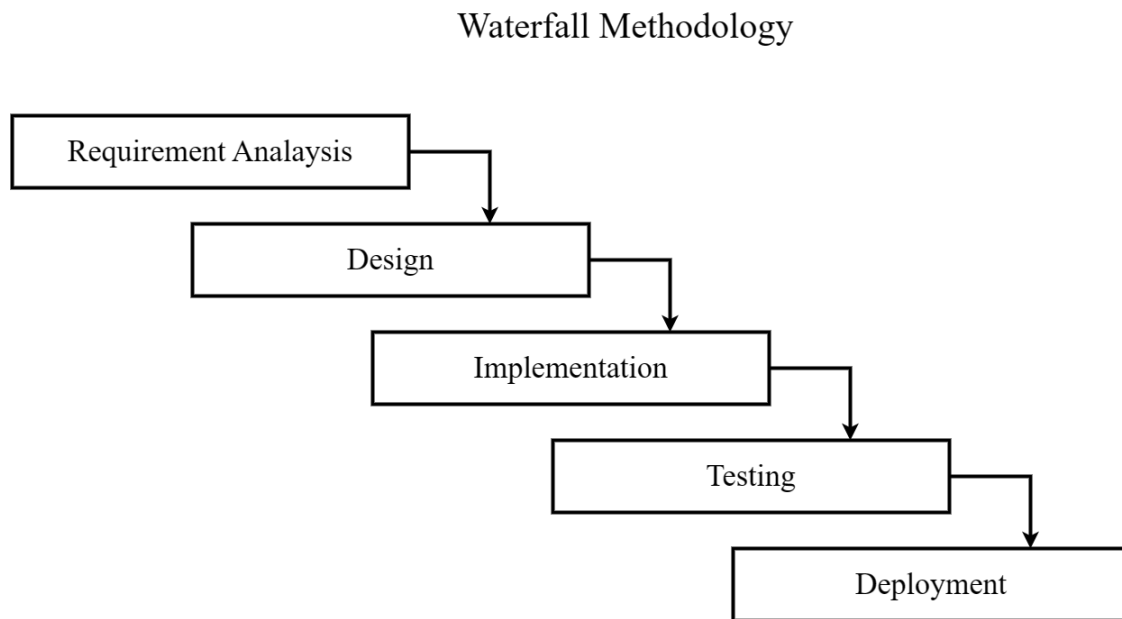 Waterfall Methodology
Requirement Analaysis
Design
Implementation
Testing
Deployment